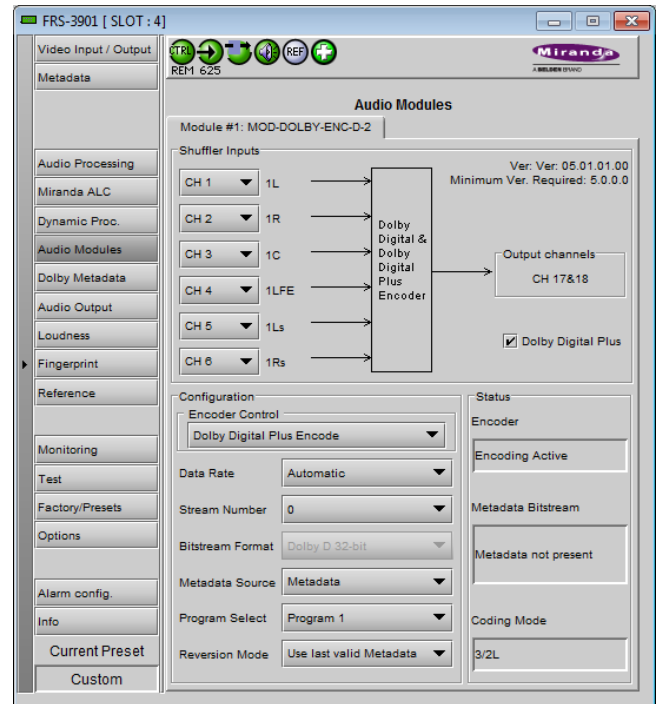 FRS-3901 [ SLOT : 4]
Video Input / Output
Metadata
Audio Processing
Miranda ALC
Dynamic Proc.
Audio Modules
Dolby Metadata
Audio Output
Loudness
Fingerprint
Reference
Monitoring
Test
Factory/Presets
Options
Alarm config.
Info
Current Preset
Custom
CTRL
REF
REM 625
Miranda
A BELDEN BRAND
Audio Modules
Module #1: MOD-DOLBY-ENC-D-2
Shuffler Inputs
CH 1 1L
CH 2 1R
CH 3 1C
CH 4 1LFE
CH 5 1Ls
CH 6 1Rs
Dolby
Digital &
Dolby
Digital
Plus
Encoder
Ver: Ver: 05.01.01.00
Minimum Ver. Required: 5.0.0.0
Output channels
CH 17&18
Dolby Digital Plus
Configuration
Encoder Control
Dolby Digital Plus Encode
Data Rate Automatic
Stream Number 0
Bitstream Format Dolby D 32-bit
Metadata Source Metadata
Program Select Program 1
Reversion Mode Use last valid Metadata
Status
Encoder
Encoding Active
Metadata Bitstream
Metadata not present
Coding Mode
3/2L